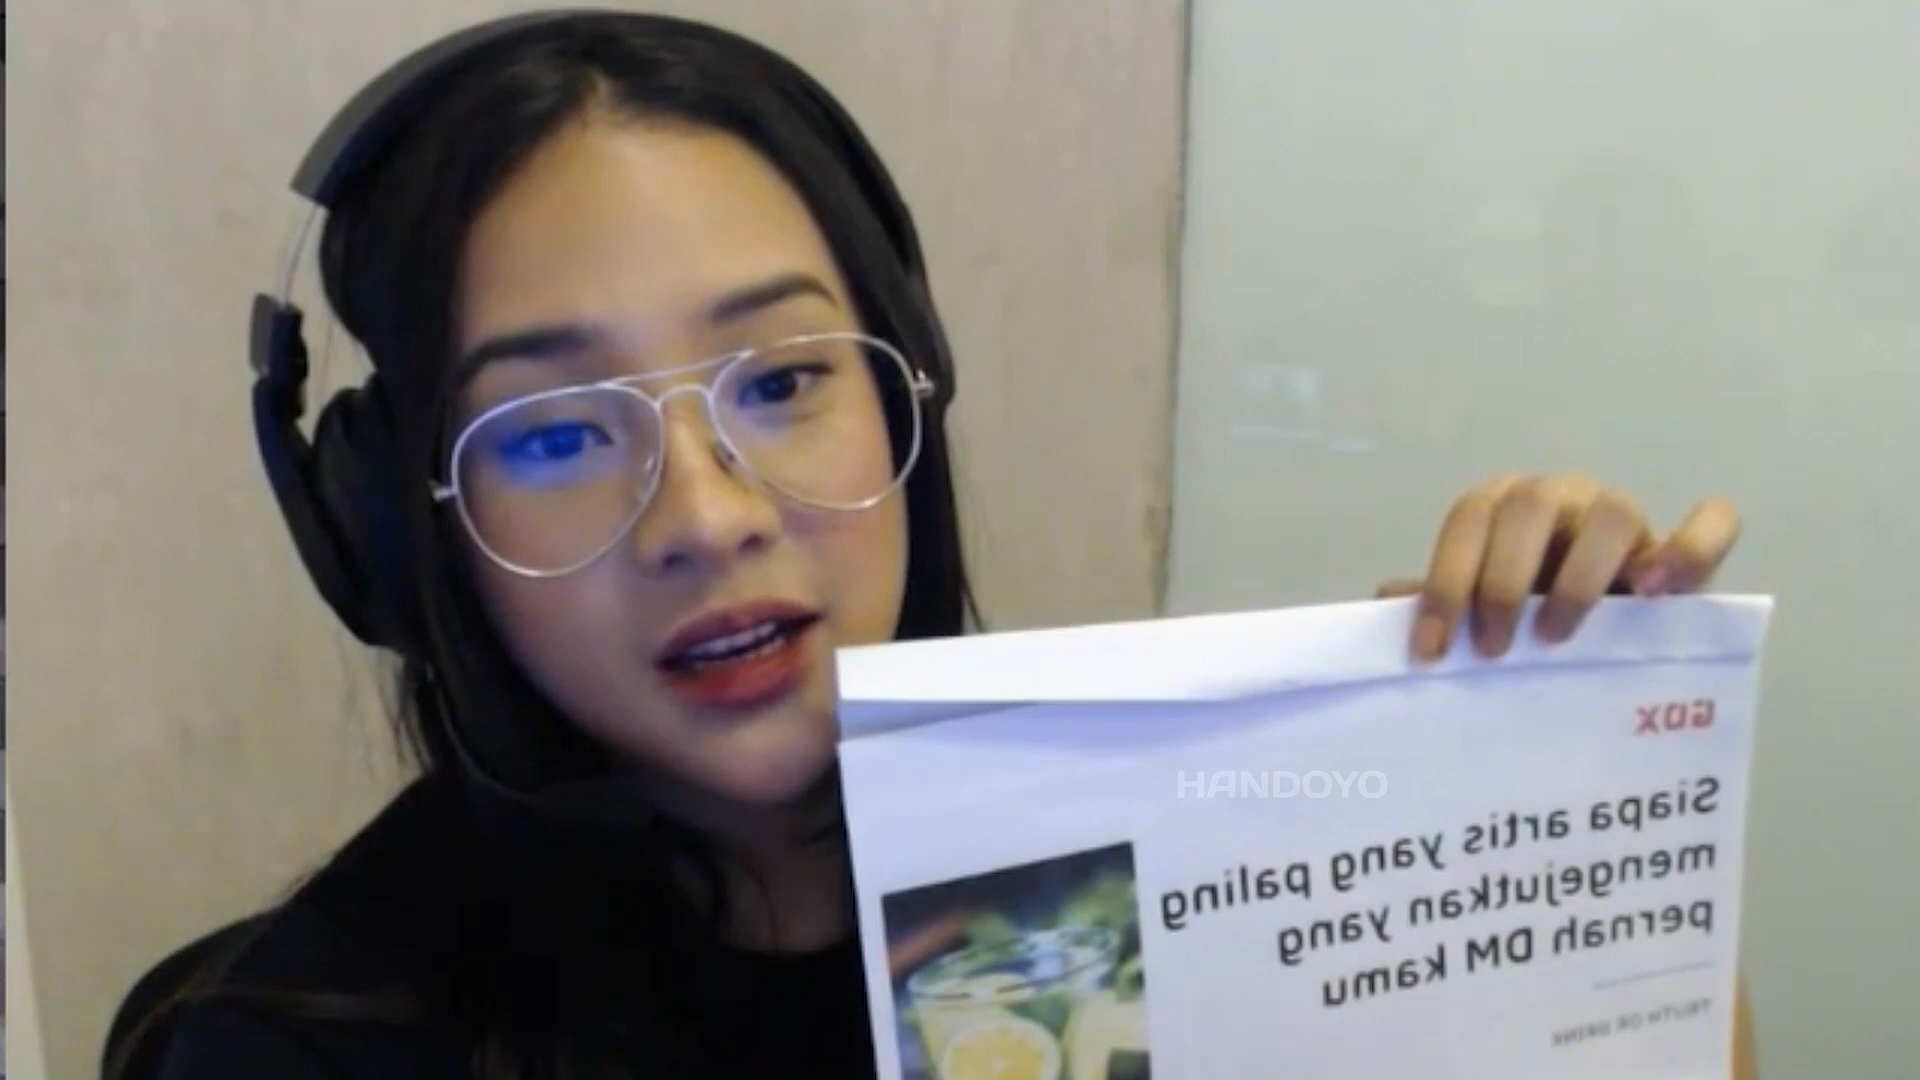 GDX
HANDOYO
Siapa artis yang paling
mengejutkan yang
pernah DM kamu
TRUTH OR DRINK